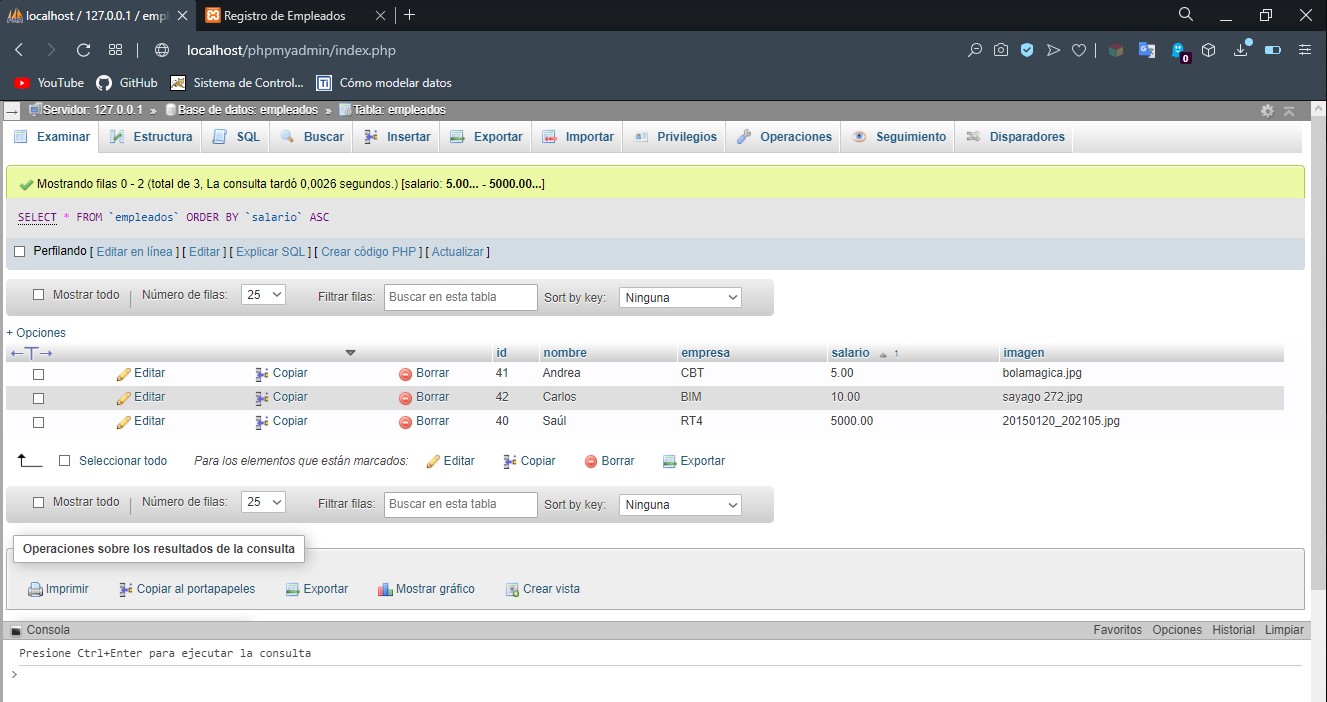 localhost / 127.0.0.1 / emp
Registro de Empleados
localhost/phpmyadmin/index.php
0
YouTube
GitHub
Sistema de Control...
Cómo modelar datos
Servidor: 127.0.0.1 » Base de datos: empleados » Tabla: empleados
Examinar Estructura SQL Buscar Insertar Exportar Importar Privilegios Operaciones Seguimiento Disparadores
Mostrando filas 0 - 2 (total de 3, La consulta tardó 0,0026 segundos.) [salario: 5.00... - 5000.00...]
SELECT * FROM `empleados` ORDER BY `salario` ASC
Perfilando [ Editar en línea ] [ Editar ] [ Explicar SQL ] [ Crear código PHP ] [ Actualizar ]
Mostrar todo Número de filas: 25 Filtrar filas: Buscar en esta tabla Sort by key: Ninguna
+ Opciones
←T→ id nombre empresa salario 1 imagen
Editar Copiar Borrar 41 Andrea CBT 5.00 bolamagica.jpg
Editar Copiar Borrar 42 Carlos BIM 10.00 sayago 272.jpg
Editar Copiar Borrar 40 Saúl RT4 5000.00 20150120_202105.jpg
Seleccionar todo Para los elementos que están marcados: Editar Copiar Borrar Exportar
Mostrar todo Número de filas: 25 Filtrar filas: Buscar en esta tabla Sort by key: Ninguna
Operaciones sobre los resultados de la consulta
Imprimir Copiar al portapapeles Exportar Mostrar gráfico Crear vista
Consola Favoritos Opciones Historial Limpiar
Presione Ctrl+Enter para ejecutar la consulta
>